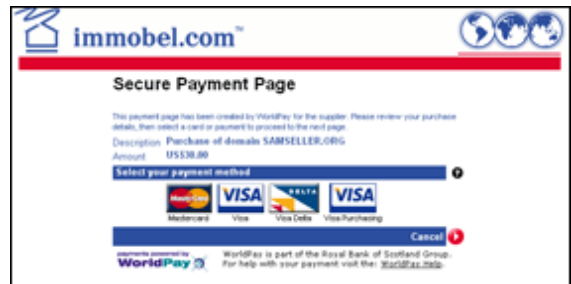 immobel.com™
Secure Payment Page
This payment page has been created by WorldPay for the supplier. Please review your purchase
details, then select a card or payment to proceed to the next page.
Description Purchase of domain SAMSELLER.ORG
Amount US$30.00
Select your payment method
?
MasterCard VISA DELTA VISA
Mastercard Visa Visa Delta Visa Purchasing
Cancel
payments powered by
WorldPay
WorldPay is part of the Royal Bank of Scotland Group.
For help with your payment visit the: WorldPay Help.